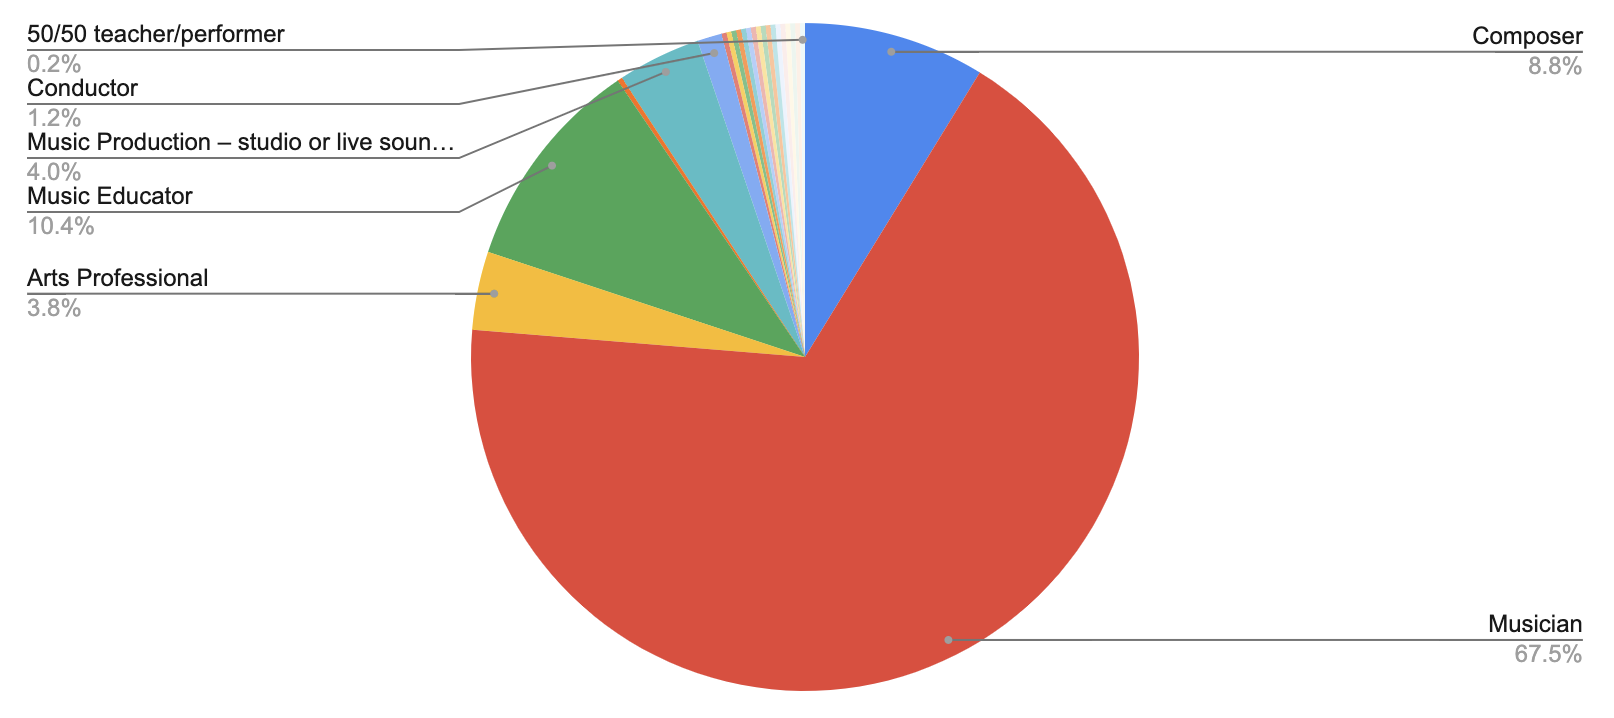 50/50 teacher/performer
0.2%
Conductor
1.2%
Music Production – studio or live soun…
4.0%
Music Educator
10.4%
Arts Professional
3.8%
Composer
8.8%
Musician
67.5%